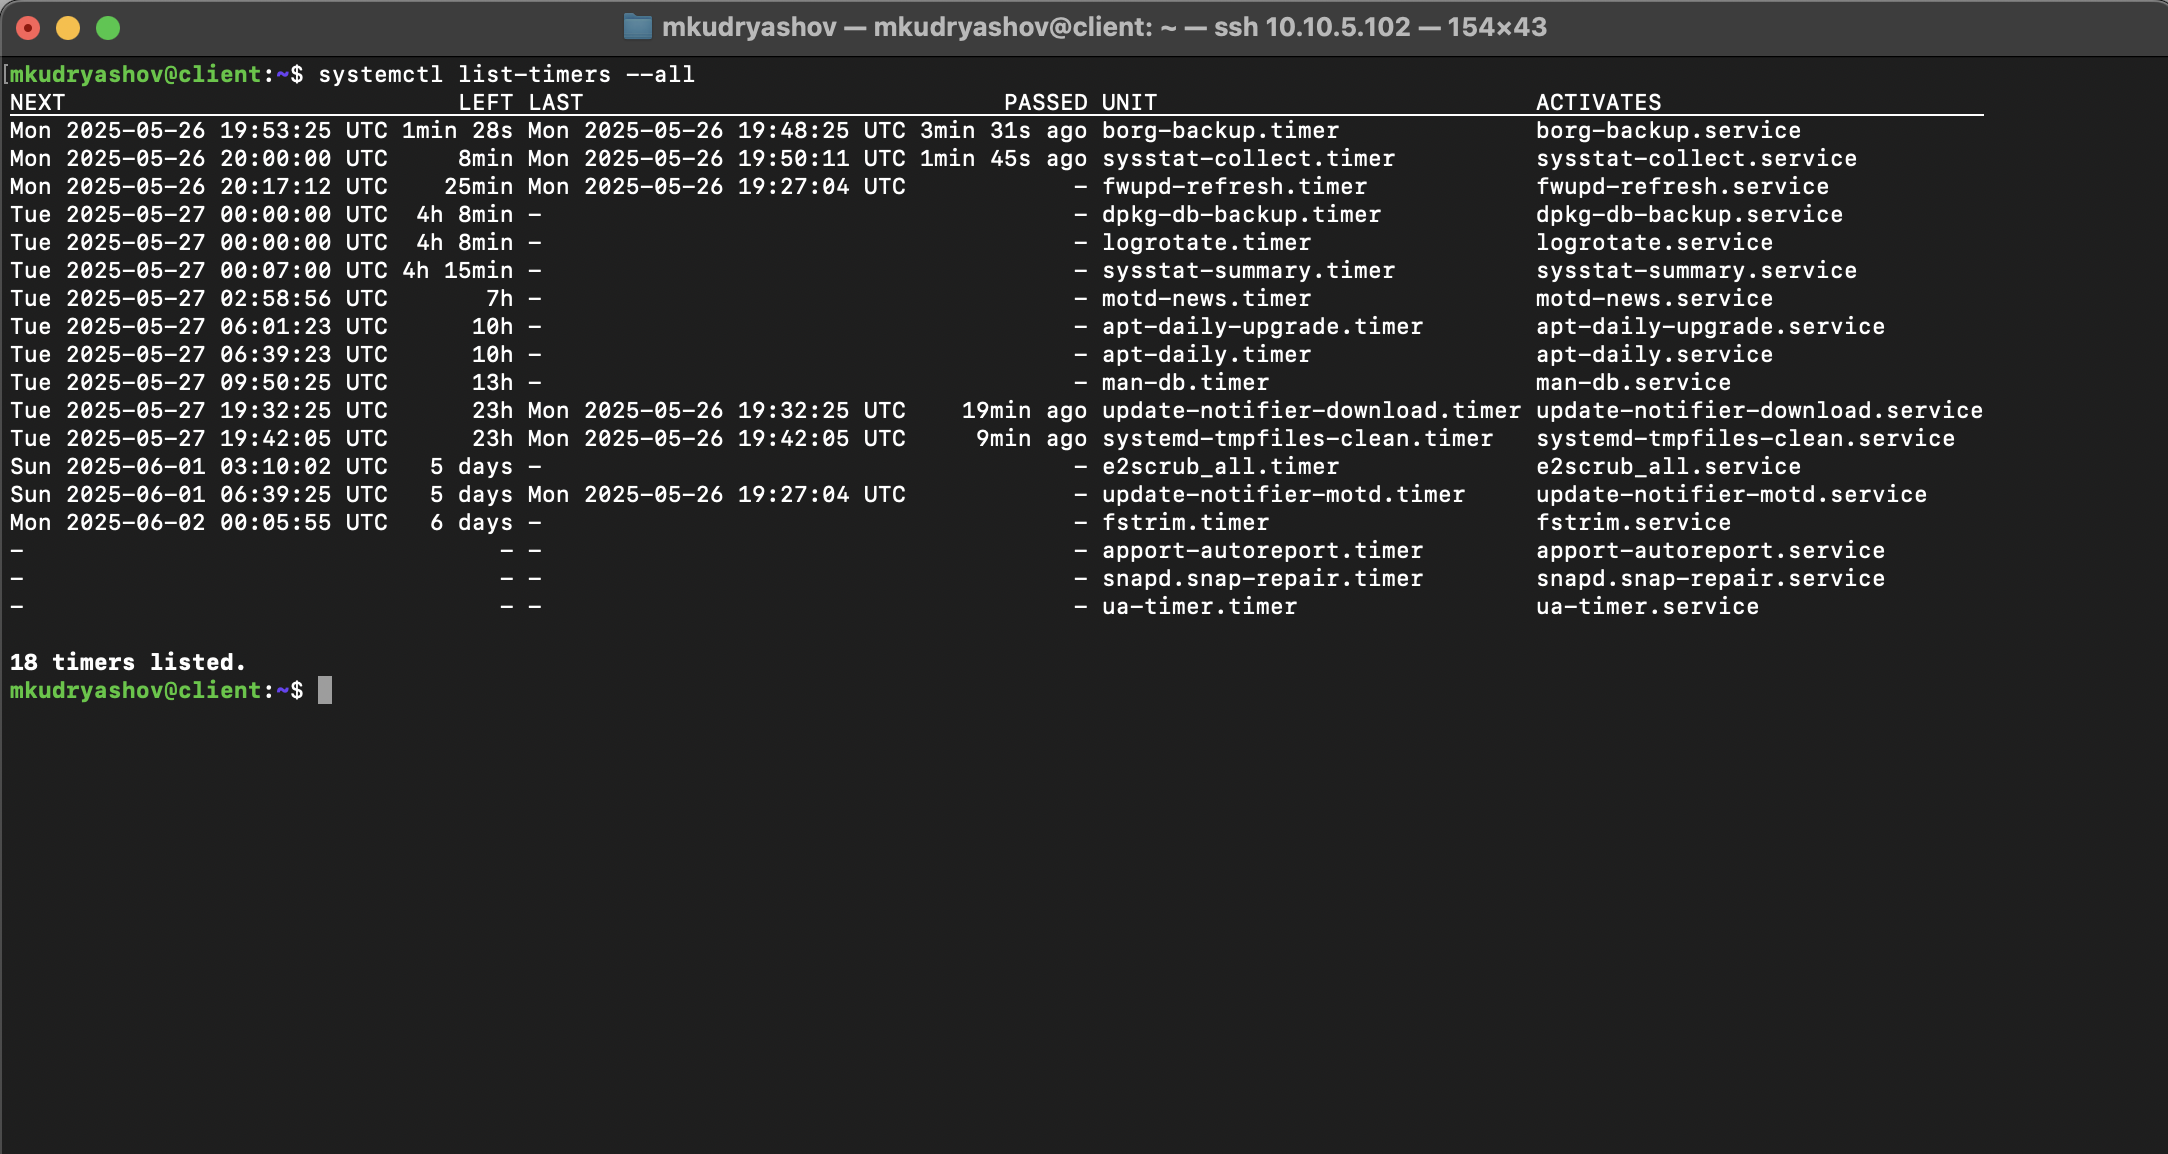 mkudryashov — mkudryashov@client: ~ — ssh 10.10.5.102 — 154×43
[mkudryashov@client:~$ systemctl list-timers --all
NEXT                            LEFT LAST                              PASSED UNIT                           ACTIVATES
Mon 2025-05-26 19:53:25 UTC 1min 28s Mon 2025-05-26 19:48:25 UTC 3min 31s ago borg-backup.timer              borg-backup.service
Mon 2025-05-26 20:00:00 UTC     8min Mon 2025-05-26 19:50:11 UTC 1min 45s ago sysstat-collect.timer          sysstat-collect.service
Mon 2025-05-26 20:17:12 UTC    25min Mon 2025-05-26 19:27:04 UTC            - fwupd-refresh.timer            fwupd-refresh.service
Tue 2025-05-27 00:00:00 UTC  4h 8min -                                      - dpkg-db-backup.timer           dpkg-db-backup.service
Tue 2025-05-27 00:00:00 UTC  4h 8min -                                      - logrotate.timer                logrotate.service
Tue 2025-05-27 00:07:00 UTC 4h 15min -                                      - sysstat-summary.timer          sysstat-summary.service
Tue 2025-05-27 02:58:56 UTC       7h -                                      - motd-news.timer                motd-news.service
Tue 2025-05-27 06:01:23 UTC      10h -                                      - apt-daily-upgrade.timer        apt-daily-upgrade.service
Tue 2025-05-27 06:39:23 UTC      10h -                                      - apt-daily.timer                apt-daily.service
Tue 2025-05-27 09:50:25 UTC      13h -                                      - man-db.timer                   man-db.service
Tue 2025-05-27 19:32:25 UTC      23h Mon 2025-05-26 19:32:25 UTC    19min ago update-notifier-download.timer update-notifier-download.service
Tue 2025-05-27 19:42:05 UTC      23h Mon 2025-05-26 19:42:05 UTC     9min ago systemd-tmpfiles-clean.timer   systemd-tmpfiles-clean.service
Sun 2025-06-01 03:10:02 UTC   5 days -                                      - e2scrub_all.timer              e2scrub_all.service
Sun 2025-06-01 06:39:25 UTC   5 days Mon 2025-05-26 19:27:04 UTC            - update-notifier-motd.timer     update-notifier-motd.service
Mon 2025-06-02 00:05:55 UTC   6 days -                                      - fstrim.timer                   fstrim.service
-                                  - -                                      - apport-autoreport.timer        apport-autoreport.service
-                                  - -                                      - snapd.snap-repair.timer        snapd.snap-repair.service
-                                  - -                                      - ua-timer.timer                 ua-timer.service
18 timers listed.
mkudryashov@client:~$